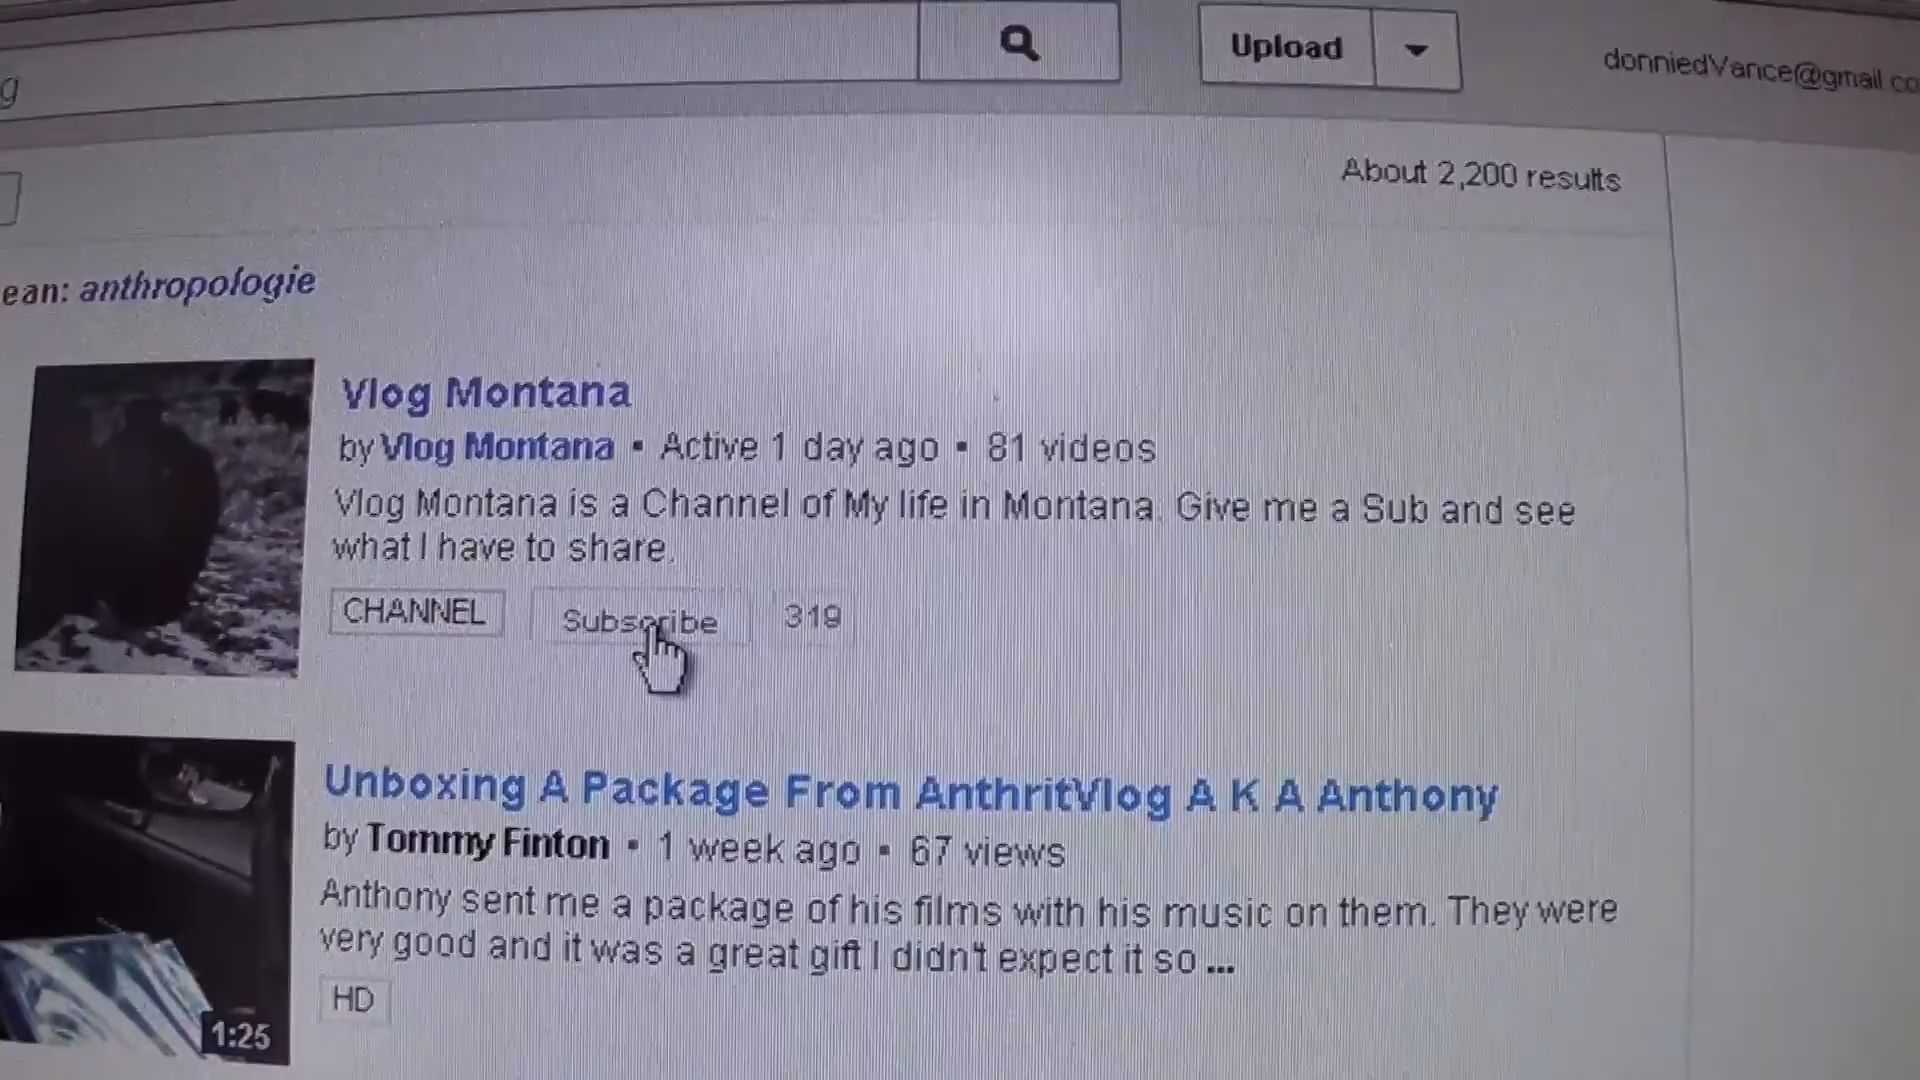 Upload
donniedVance@gmail.co
g
About 2,200 results
ean: anthropologie
Vlog Montana
by Vlog Montana • Active 1 day ago • 81 videos
Vlog Montana is a Channel of My life in Montana. Give me a Sub and see
what I have to share.
CHANNEL Subscribe 319
Unboxing A Package From AnthritVlog A K A Anthony
by Tommy Finton • 1 week ago • 67 views
Anthony sent me a package of his films with his music on them. They were
very good and it was a great gift I didn't expect it so ...
HD
1:25